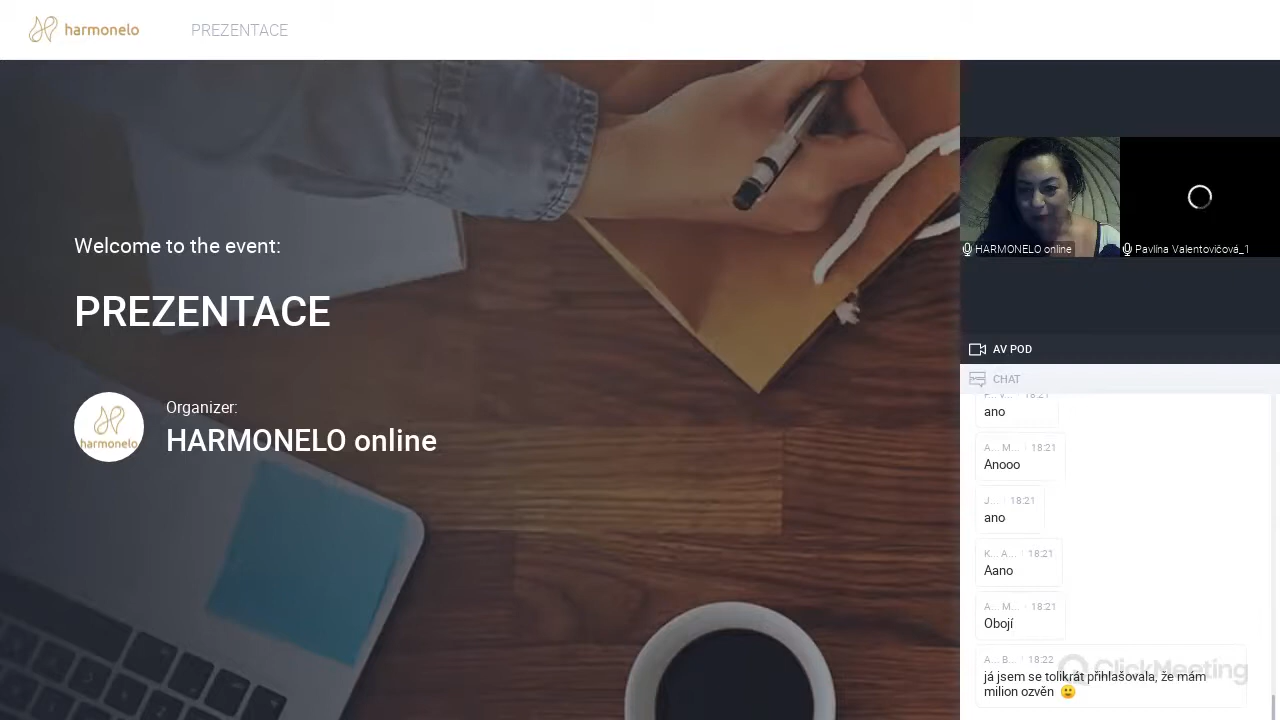 harmonelo
PREZENTACE
Welcome to the event:
PREZENTACE
harmonelo
Organizer:
HARMONELO online
HARMONELO online
Pavlína Valentovičová_1
AV POD
CHAT
18:21
ano
A... M... 18:21
Anooo
J... 18:21
ano
K... A... 18:21
Aano
A... M... 18:21
Obojí
A... B... 18:22
ClickMeeting
já jsem se tolikrát přihlašovala, že mám
milion ozvěn 🙂